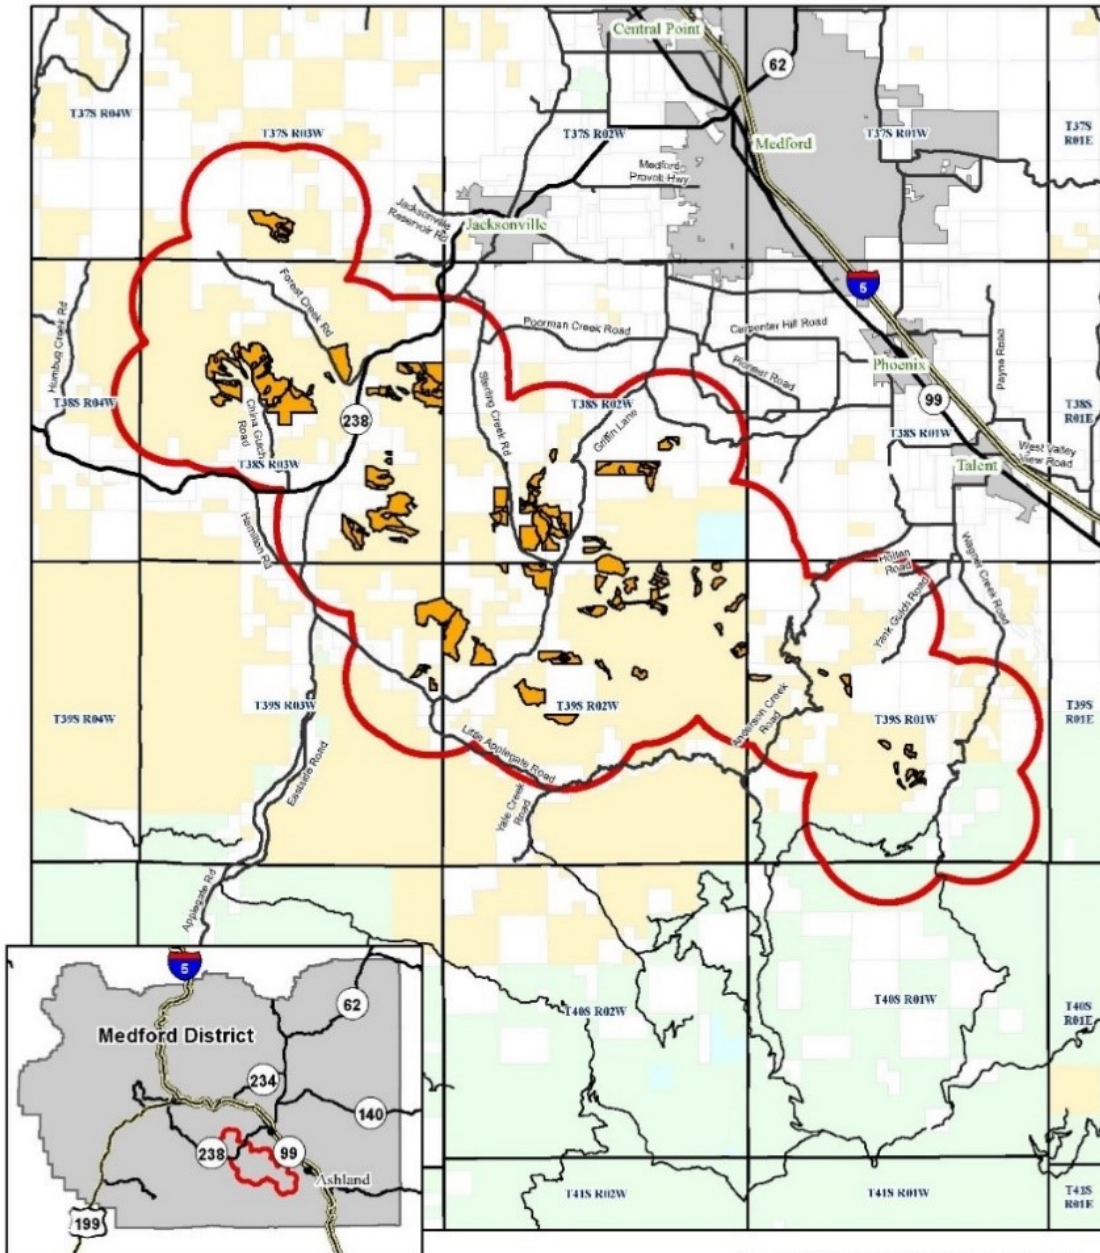 Central Point
62
T37S R04W
T37S R03W
T37S R02W
T37S R01W
T37S
R01E
Medford
Medford
Provolt Hwy
Jacksonville
Reservoir Rd
Jacksonville
5
Forest Creek Rd
Humbug Creek Rd
Poorman Creek Road
Carpenter Hill Road
Pioneer Road
Payne Road
Phoenix
99
T38S R04W
China Gulch
Road
238
Sterling Creek Rd
T38S R02W
Griffin Lane
T38S R01W
T38S
R01E
T38S R03W
West Valley
View Road
Talent
Hamilton Rd
Holton
Road
Wagner Creek Road
Yank Gulch Road
T39S R04W
T39S R03W
T39S R02W
T39S R01W
T39S
R01E
Anderson Creek
Road
Little Applegate Road
Eastside Road
Yale Creek
Road
Applegate Rd
T40S R02W
T40S R01W
T40S
R01E
T41S R02W
T41S R01W
T41S
R01E
5
62
Medford District
234
140
238
99
Ashland
199